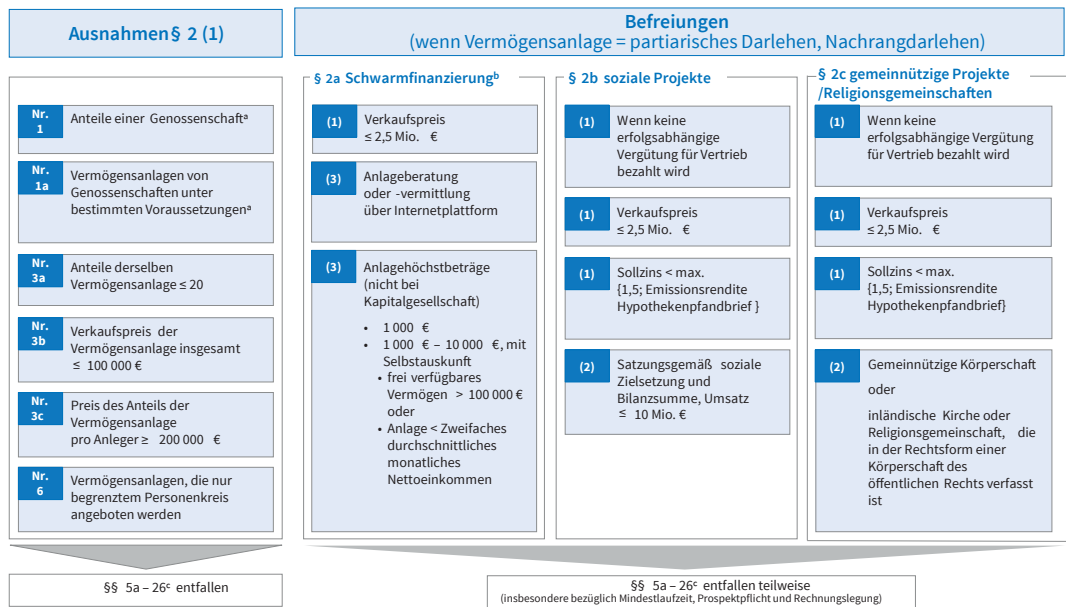 Ausnahmen § 2 (1)
Befreiungen
(wenn Vermögensanlage = partiarisches Darlehen, Nachrangdarlehen)
Nr.
1
Anteile einer Genossenschaftᵃ
Nr.
1a
Vermögensanlagen von
Genossenschaften unter
bestimmten Voraussetzungenᵃ
Nr.
3a
Anteile derselben
Vermögensanlage ≤ 20
Nr.
3b
Verkaufspreis der
Vermögensanlage insgesamt
≤ 100 000 €
Nr.
3c
Preis des Anteils der
Vermögensanlage
pro Anleger ≥ 200 000 €
Nr.
6
Vermögensanlagen, die nur
begrenztem Personenkreis
angeboten werden
§§ 5a – 26ᶜ entfallen
§ 2a Schwarmfinanzierungᵇ
(1)
Verkaufspreis
≤ 2,5 Mio. €
(3)
Anlageberatung
oder -vermittlung
über Internetplattform
(3)
Anlagehöchstbeträge
(nicht bei
Kapitalgesellschaft)
• 1 000 €
• 1 000 € – 10 000 €, mit
Selbstauskunft
• frei verfügbares
Vermögen > 100 000 €
oder
• Anlage < Zweifaches
durchschnittliches
monatliches
Nettoeinkommen
§ 2b soziale Projekte
(1)
Wenn keine
erfolgsabhängige
Vergütung für Vertrieb
bezahlt wird
(1)
Verkaufspreis
≤ 2,5 Mio. €
(1)
Sollzins < max.
{1,5; Emissionsrendite
Hypothekenpfandbrief }
(2)
Satzungsgemäß soziale
Zielsetzung und
Bilanzsumme, Umsatz
≤ 10 Mio. €
§ 2c gemeinnützige Projekte
/Religionsgemeinschaften
(1)
Wenn keine
erfolgsabhängige Vergütung
für Vertrieb bezahlt wird
(1)
Verkaufspreis
≤ 2,5 Mio. €
(1)
Sollzins < max.
{1,5; Emissionsrendite
Hypothekenpfandbrief}
(2)
Gemeinnützige Körperschaft
oder
inländische Kirche oder
Religionsgemeinschaft, die
in der Rechtsform einer
Körperschaft des
öffentlichen Rechts verfasst
ist
§§ 5a – 26ᶜ entfallen teilweise
(insbesondere bezüglich Mindestlaufzeit, Prospektpflicht und Rechnungslegung)